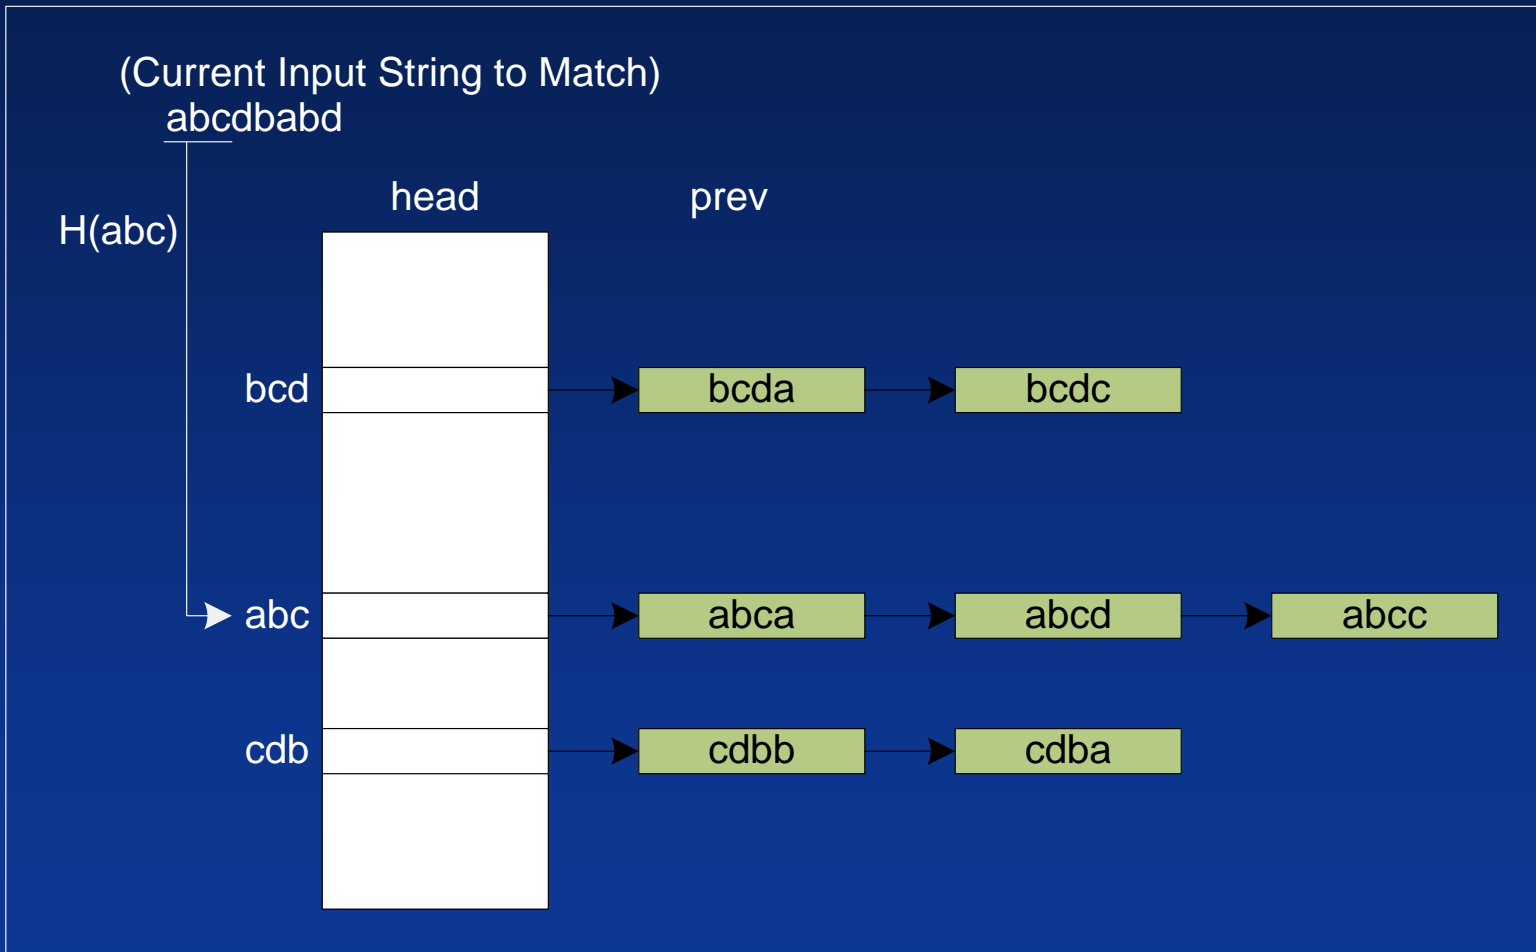 (Current Input String to Match)
abcdbabd
head prev
H(abc)
bcd bcda bcdc
abc abca abcd abcc
cdb cdbb cdba